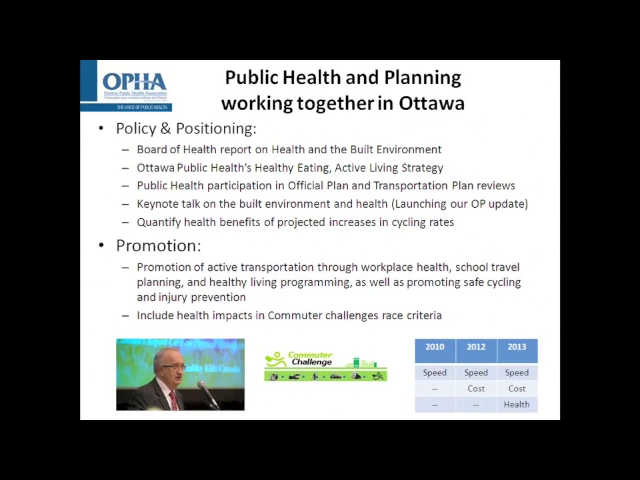 OPHA
Ontario Public Health Association
THE VOICE OF PUBLIC HEALTH
Public Health and Planning
working together in Ottawa
• Policy & Positioning:
– Board of Health report on Health and the Built Environment
– Ottawa Public Health's Healthy Eating, Active Living Strategy
– Public Health participation in Official Plan and Transportation Plan reviews
– Keynote talk on the built environment and health (Launching our OP update)
– Quantify health benefits of projected increases in cycling rates
• Promotion:
– Promotion of active transportation through workplace health, school travel
planning, and healthy living programming, as well as promoting safe cycling
and injury prevention
– Include health impacts in Commuter challenges race criteria
Commuter
Challenge
2010 2012 2013
Speed Speed Speed
-- Cost Cost
-- -- Health